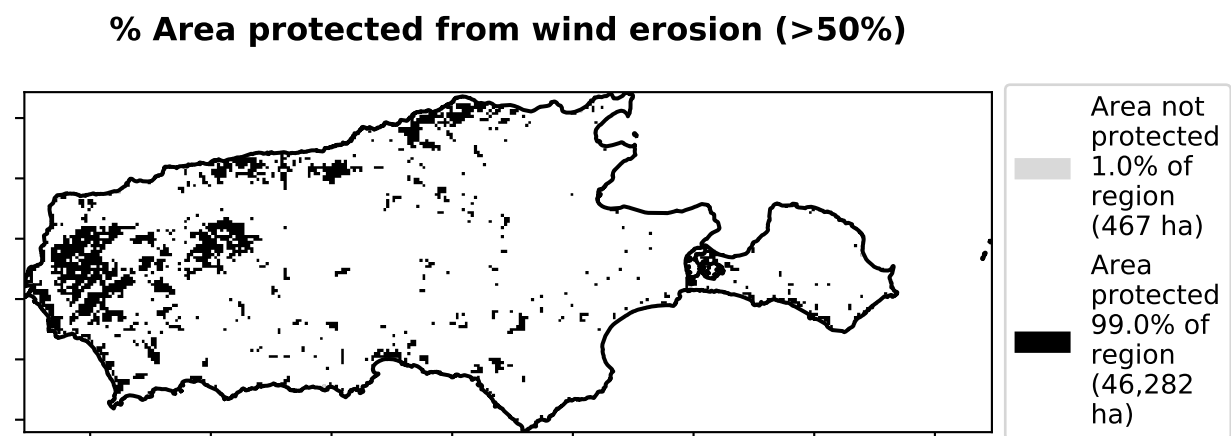 % Area protected from wind erosion (>50%)
Area not
protected
1.0% of
region
(467 ha)
Area
protected
99.0% of
region
(46,282
ha)